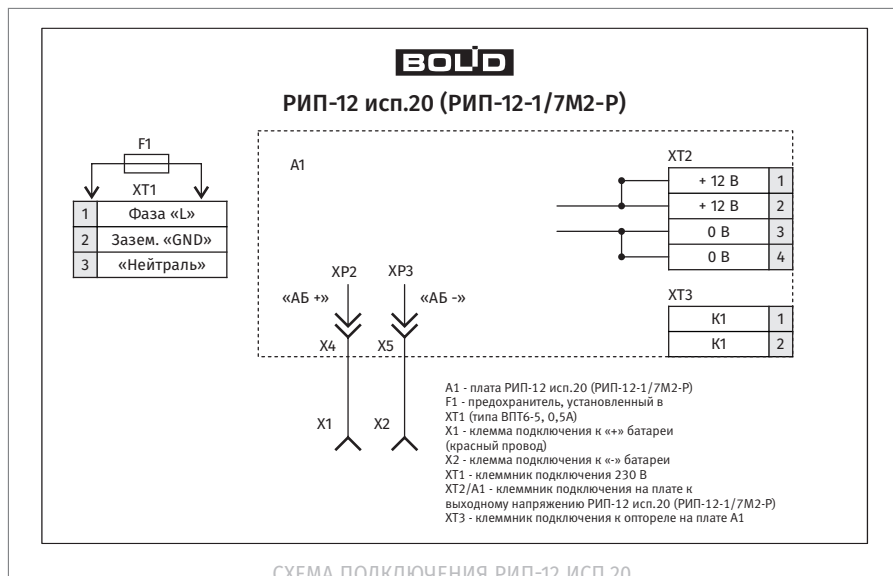 BOLID
РИП-12 исп.20 (РИП-12-1/7М2-Р)
F1
XT1
1 Фаза «L»
2 Зазем. «GND»
3 «Нейтраль»
A1
XT2
+ 12 В 1
+ 12 В 2
0 В 3
0 В 4
XP2 XP3
«АБ +» «АБ -»
X4 X5
XT3
К1 1
К1 2
X1 X2
А1 - плата РИП-12 исп.20 (РИП-12-1/7М2-Р)
F1 - предохранитель, установленный в
XT1 (типа ВПТ6-5, 0,5А)
X1 - клемма подключения к «+» батареи
(красный провод)
X2 - клемма подключения к «-» батареи
XT1 - клеммник подключения 230 В
XT2/A1 - клеммник подключения на плате к
выходному напряжению РИП-12 исп.20 (РИП-12-1/7М2-Р)
XT3 - клеммник подключения к оптореле на плате А1
СХЕМА ПОДКЛЮЧЕНИЯ РИП-12 ИСП.20